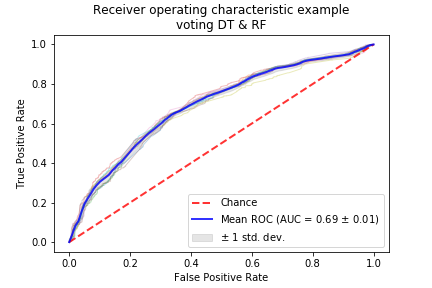 Receiver operating characteristic example
voting DT & RF
1.0
0.8
0.6
0.4
0.2
0.0
True Positive Rate
Chance
Mean ROC (AUC = 0.69 ± 0.01)
± 1 std. dev.
0.0 0.2 0.4 0.6 0.8 1.0
False Positive Rate